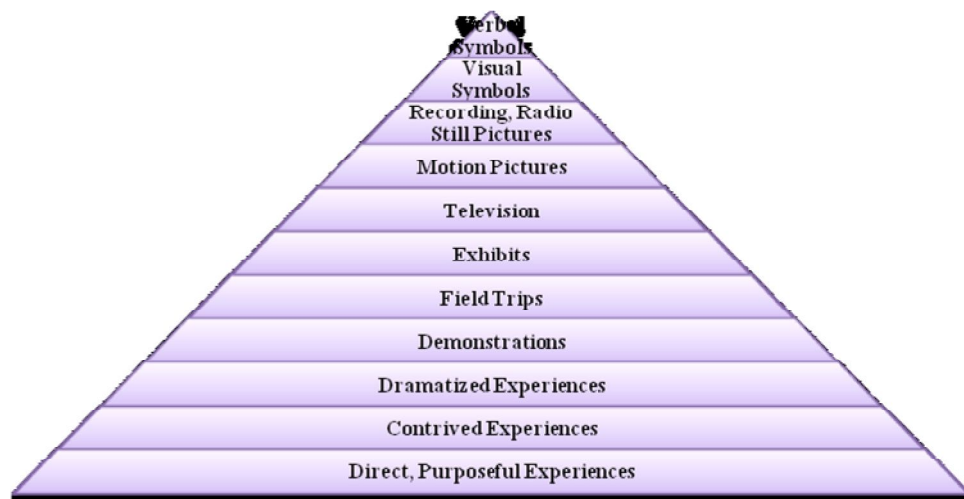 Verbal
Symbols
Visual
Symbols
Recording, Radio
Still Pictures
Motion Pictures
Television
Exhibits
Field Trips
Demonstrations
Dramatized Experiences
Contrived Experiences
Direct, Purposeful Experiences